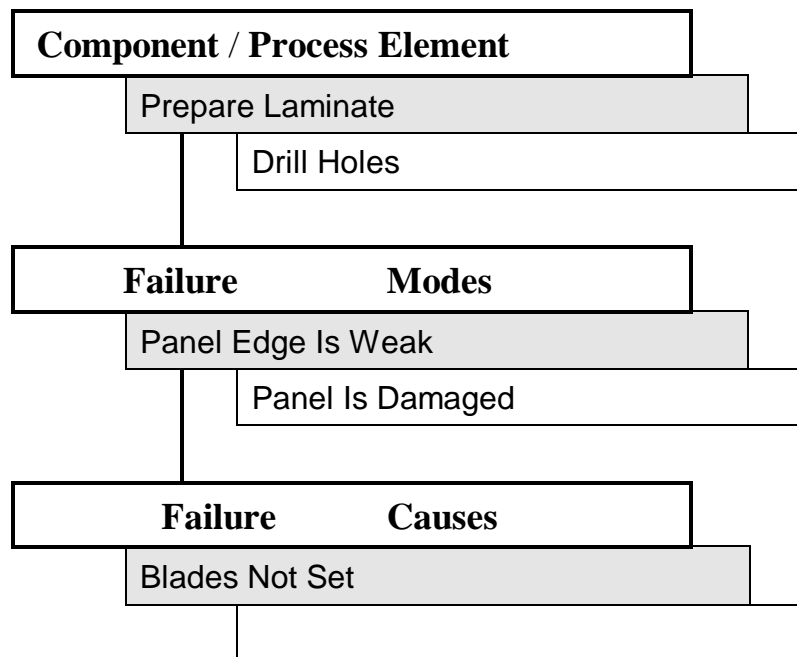 Component / Process Element
Prepare Laminate
Drill Holes
Failure Modes
Panel Edge Is Weak
Panel Is Damaged
Failure Causes
Blades Not Set